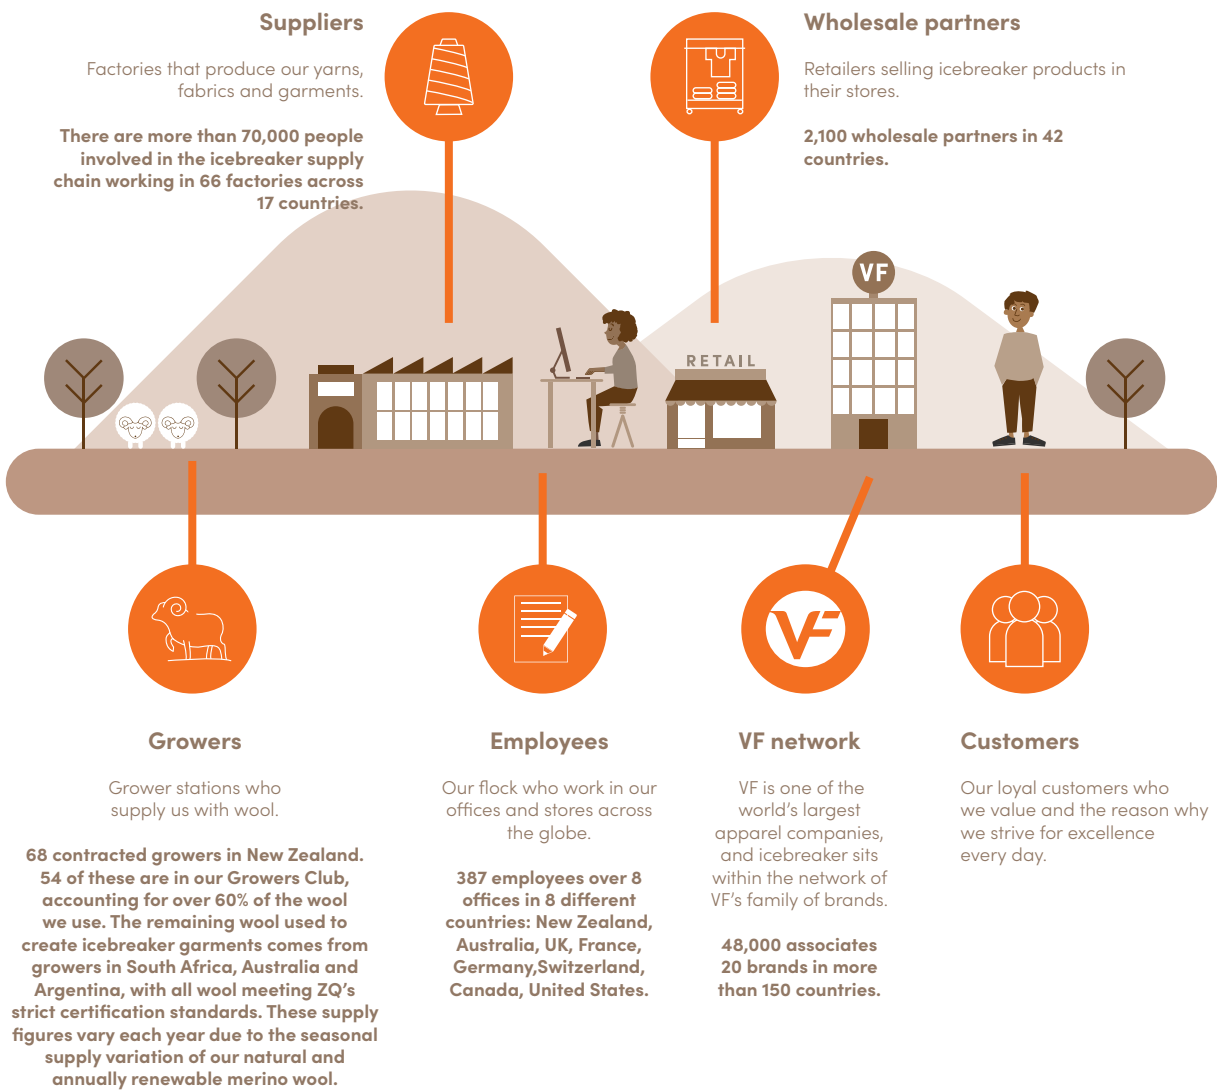 Suppliers
Factories that produce our yarns,
fabrics and garments.
There are more than 70,000 people
involved in the icebreaker supply
chain working in 66 factories across
17 countries.
Wholesale partners
Retailers selling icebreaker products in
their stores.
2,100 wholesale partners in 42
countries.
VF
RETAIL
VF
Growers
Grower stations who
supply us with wool.
68 contracted growers in New Zealand.
54 of these are in our Growers Club,
accounting for over 60% of the wool
we use. The remaining wool used to
create icebreaker garments comes from
growers in South Africa, Australia and
Argentina, with all wool meeting ZQ's
strict certification standards. These supply
figures vary each year due to the seasonal
supply variation of our natural and
annually renewable merino wool.
Employees
Our flock who work in our
offices and stores across
the globe.
387 employees over 8
offices in 8 different
countries: New Zealand,
Australia, UK, France,
Germany,Switzerland,
Canada, United States.
VF network
VF is one of the
world's largest
apparel companies,
and icebreaker sits
within the network of
VF's family of brands.
48,000 associates
20 brands in more
than 150 countries.
Customers
Our loyal customers who
we value and the reason why
we strive for excellence
every day.